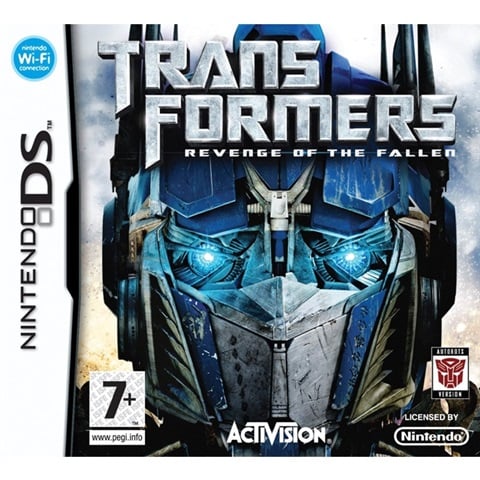 Nintendo
Wi-Fi
connection
NINTENDO DS™
TRANS
FORMERS
REVENGE OF THE FALLEN
7+
www.pegi.info
ACTIVISION
AUTOBOTS
VERSION
LICENSED BY
Nintendo